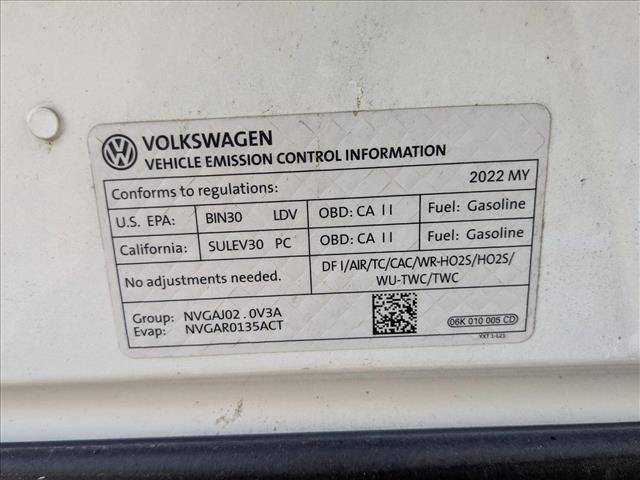 VOLKSWAGEN
VEHICLE EMISSION CONTROL INFORMATION
Conforms to regulations: 2022 MY
U.S. EPA: BIN30 LDV OBD: CA II Fuel: Gasoline
California: SULEV30 PC OBD: CA II Fuel: Gasoline
No adjustments needed. DFI/AIR/TC/CAC/WR-HO2S/HO2S/
WU-TWC/TWC
Group: NVGAJ02.0V3A
Evap: NVGAR0135ACT
06K 010 005 CD